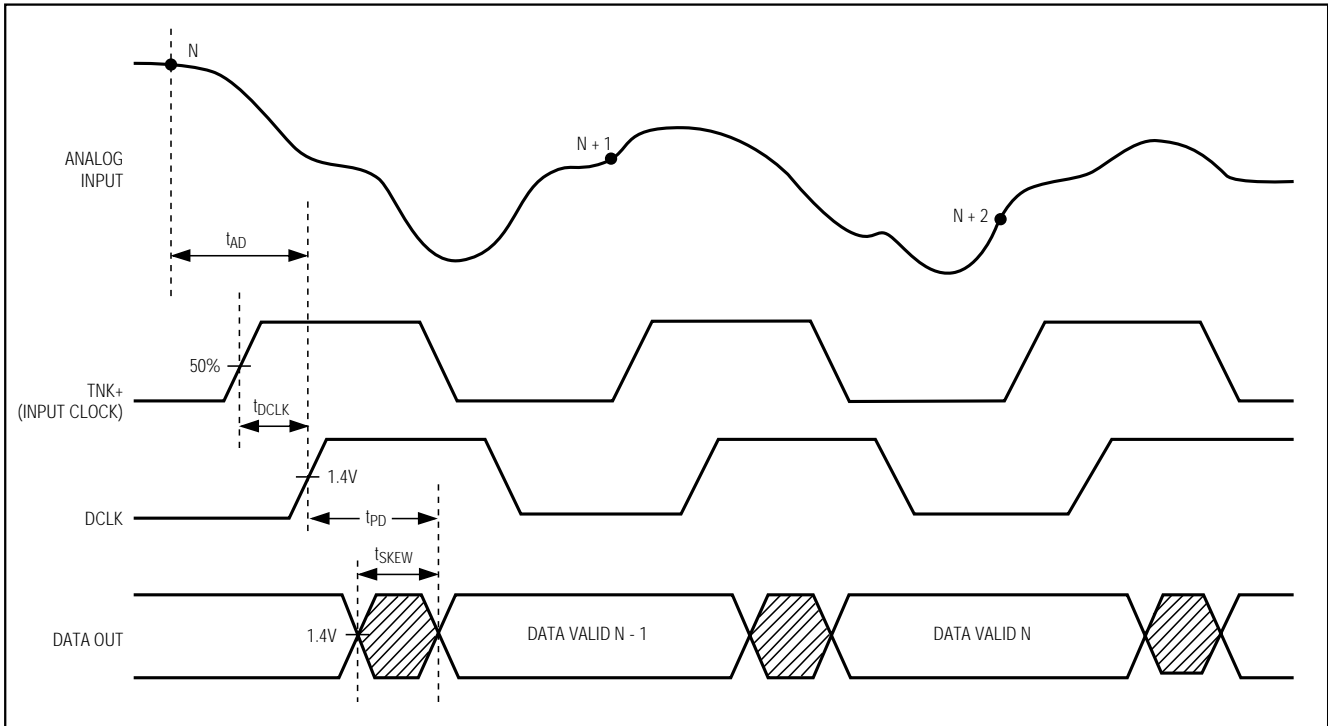 N
ANALOG
INPUT
N + 1
N + 2
tAD
50%
TNK+
(INPUT CLOCK)
tDCLK
1.4V
DCLK
tPD
tSKEW
1.4V
DATA OUT
DATA VALID N - 1
DATA VALID N